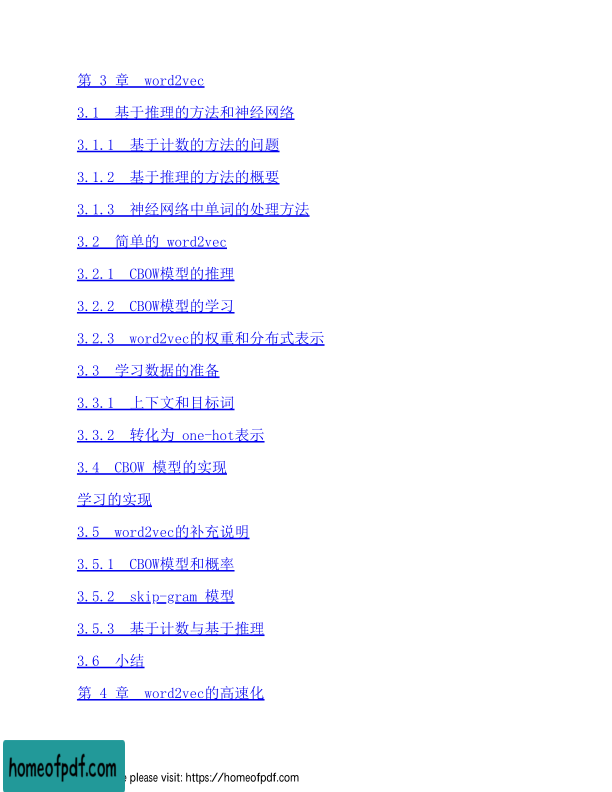 第 3 章  word2vec
3.1  基于推理的方法和神经网络
3.1.1  基于计数的方法的问题
3.1.2  基于推理的方法的概要
3.1.3  神经网络中单词的处理方法
3.2  简单的 word2vec
3.2.1  CBOW模型的推理
3.2.2  CBOW模型的学习
3.2.3  word2vec的权重和分布式表示
3.3  学习数据的准备
3.3.1  上下文和目标词
3.3.2  转化为 one-hot表示
3.4  CBOW 模型的实现
学习的实现
3.5  word2vec的补充说明
3.5.1  CBOW模型和概率
3.5.2  skip-gram 模型
3.5.3  基于计数与基于推理
3.6  小结
第 4 章  word2vec的高速化
homeofpdf.com
please visit: https://homeofpdf.com